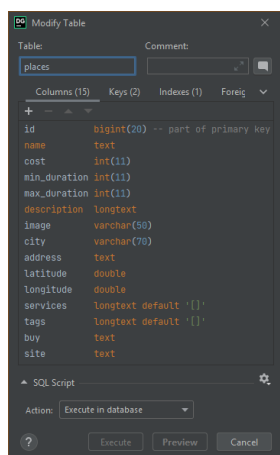 DG Modify Table
Table: Comment:
places
Columns (15) Keys (2) Indexes (1) Foreig
id bigint(20) -- part of primary key
name text
cost int(11)
min_duration int(11)
max_duration int(11)
description longtext
image varchar(50)
city varchar(70)
address text
latitude double
longitude double
services longtext default '[]'
tags longtext default '[]'
buy text
site text
SQL Script
Action: Execute in database
? Execute Preview Cancel